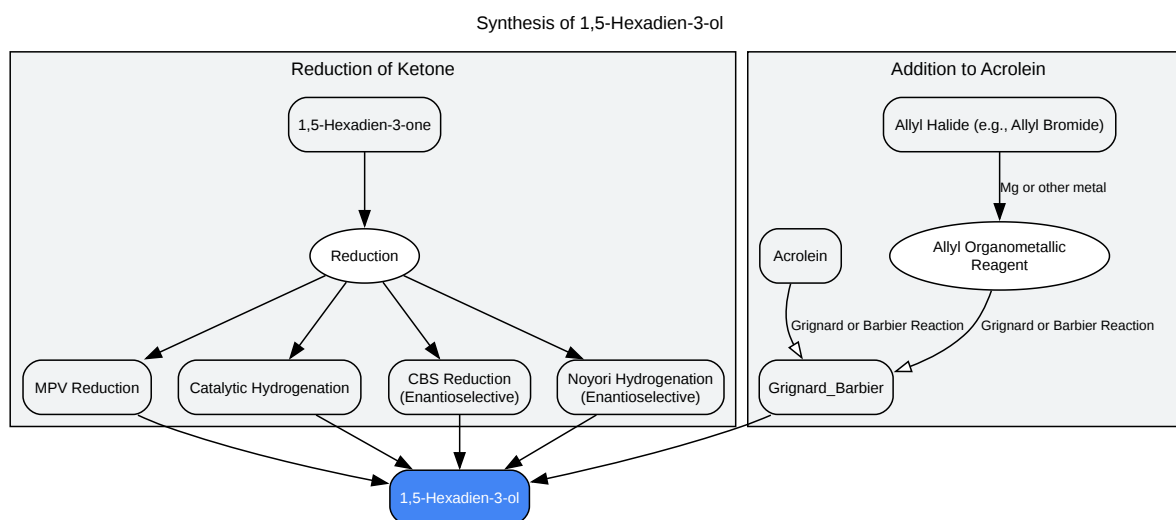 Synthesis of 1,5-Hexadien-3-ol
Reduction of Ketone
1,5-Hexadien-3-one
Reduction
MPV Reduction
Catalytic Hydrogenation
CBS Reduction
(Enantioselective)
Noyori Hydrogenation
(Enantioselective)
Addition to Acrolein
Allyl Halide (e.g., Allyl Bromide)
Mg or other metal
Acrolein
Allyl Organometallic
Reagent
Grignard or Barbier Reaction
Grignard or Barbier Reaction
Grignard_Barbier
1,5-Hexadien-3-ol